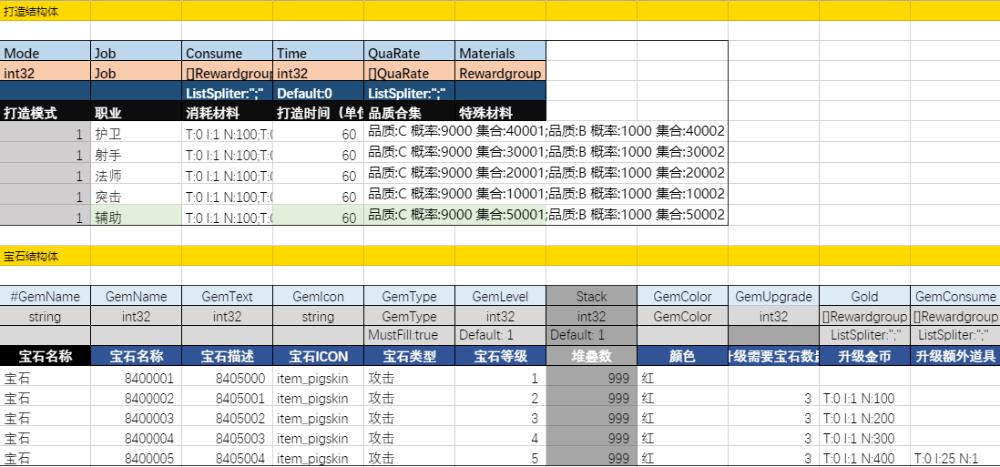 打造结构体
Mode Job Consume Time QuaRate Materials
int32 Job []Rewardgroup int32 []QuaRate Rewardgroup
ListSpliter:";" Default:0 ListSpliter:";"
打造模式 职业 消耗材料 打造时间（单位 品质合集 特殊材料
1 护卫 T:0 I:1 N:100;T:0 60 品质:C 概率:9000 集合:40001;品质:B 概率:1000 集合:40002
1 射手 T:0 I:1 N:100;T:0 60 品质:C 概率:9000 集合:30001;品质:B 概率:1000 集合:30002
1 法师 T:0 I:1 N:100;T:0 60 品质:C 概率:9000 集合:20001;品质:B 概率:1000 集合:20002
1 突击 T:0 I:1 N:100;T:0 60 品质:C 概率:9000 集合:10001;品质:B 概率:1000 集合:10002
1 辅助 T:0 I:1 N:100;T:0 60 品质:C 概率:9000 集合:50001;品质:B 概率:1000 集合:50002
宝石结构体
#GemName GemName GemText GemIcon GemType GemLevel Stack GemColor GemUpgrade Gold GemConsume
string int32 int32 string GemType int32 int32 GemColor int32 []Rewardgroup []Rewardgroup
MustFill:true Default: 1 Default: 1 ListSpliter:";" ListSpliter:";"
宝石名称 宝石名称 宝石描述 宝石ICON 宝石类型 宝石等级 堆叠数 颜色 升级需要宝石数量 升级金币 升级额外道具
宝石 8400001 8405000 item_pigskin 攻击 1 999 红
宝石 8400002 8405001 item_pigskin 攻击 2 999 红 3 T:0 I:1 N:100
宝石 8400003 8405002 item_pigskin 攻击 3 999 红 3 T:0 I:1 N:200
宝石 8400004 8405003 item_pigskin 攻击 4 999 红 3 T:0 I:1 N:300
宝石 8400005 8405004 item_pigskin 攻击 5 999 红 3 T:0 I:1 N:400 T:0 I:25 N:1